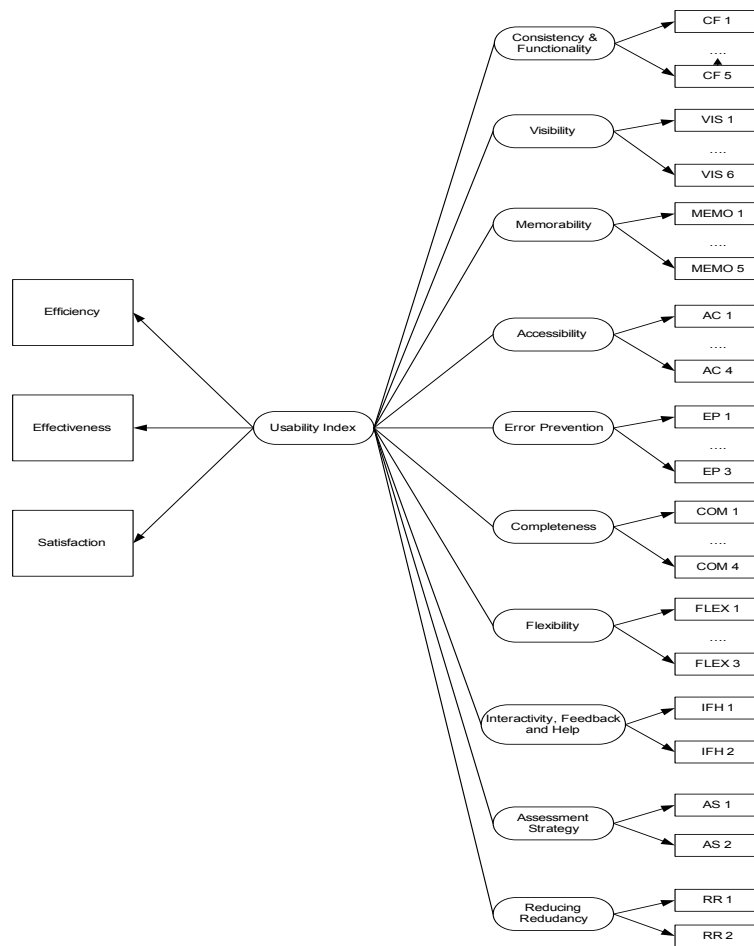 Efficiency
Effectiveness
Satisfaction
Usability Index
Consistency &
Functionality
Visibility
Memorability
Accessibility
Error Prevention
Completeness
Flexibility
Interactivity, Feedback
and Help
Assessment
Strategy
Reducing
Redudancy
CF 1
....
CF 5
VIS 1
....
VIS 6
MEMO 1
....
MEMO 5
AC 1
....
AC 4
EP 1
....
EP 3
COM 1
....
COM 4
FLEX 1
....
FLEX 3
IFH 1
IFH 2
AS 1
AS 2
RR 1
RR 2